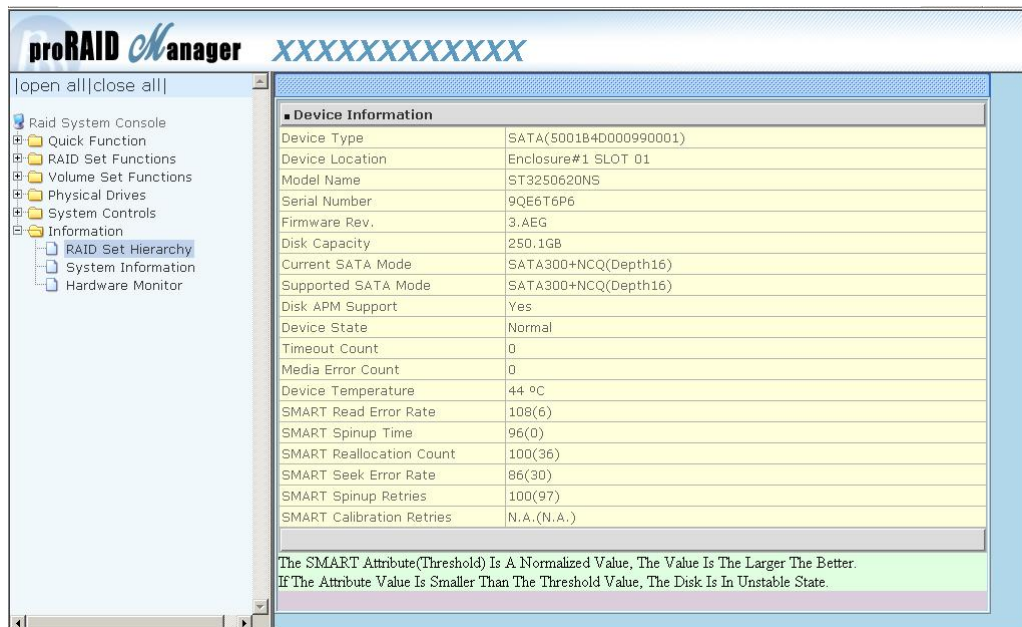 proRAID Manager XXXXXXXXXXXX
|open all|close all|
Raid System Console
Quick Function
RAID Set Functions
Volume Set Functions
Physical Drives
System Controls
Information
RAID Set Hierarchy
System Information
Hardware Monitor
Device Information
Device Type SATA(5001B4D000990001)
Device Location Enclosure#1 SLOT 01
Model Name ST3250620NS
Serial Number 9QE6T6P6
Firmware Rev. 3.AEG
Disk Capacity 250.1GB
Current SATA Mode SATA300+NCQ(Depth16)
Supported SATA Mode SATA300+NCQ(Depth16)
Disk APM Support Yes
Device State Normal
Timeout Count 0
Media Error Count 0
Device Temperature 44 ºC
SMART Read Error Rate 108(6)
SMART Spinup Time 96(0)
SMART Reallocation Count 100(36)
SMART Seek Error Rate 86(30)
SMART Spinup Retries 100(97)
SMART Calibration Retries N.A.(N.A.)
The SMART Attribute(Threshold) Is A Normalized Value, The Value Is The Larger The Better.
If The Attribute Value Is Smaller Than The Threshold Value, The Disk Is In Unstable State.